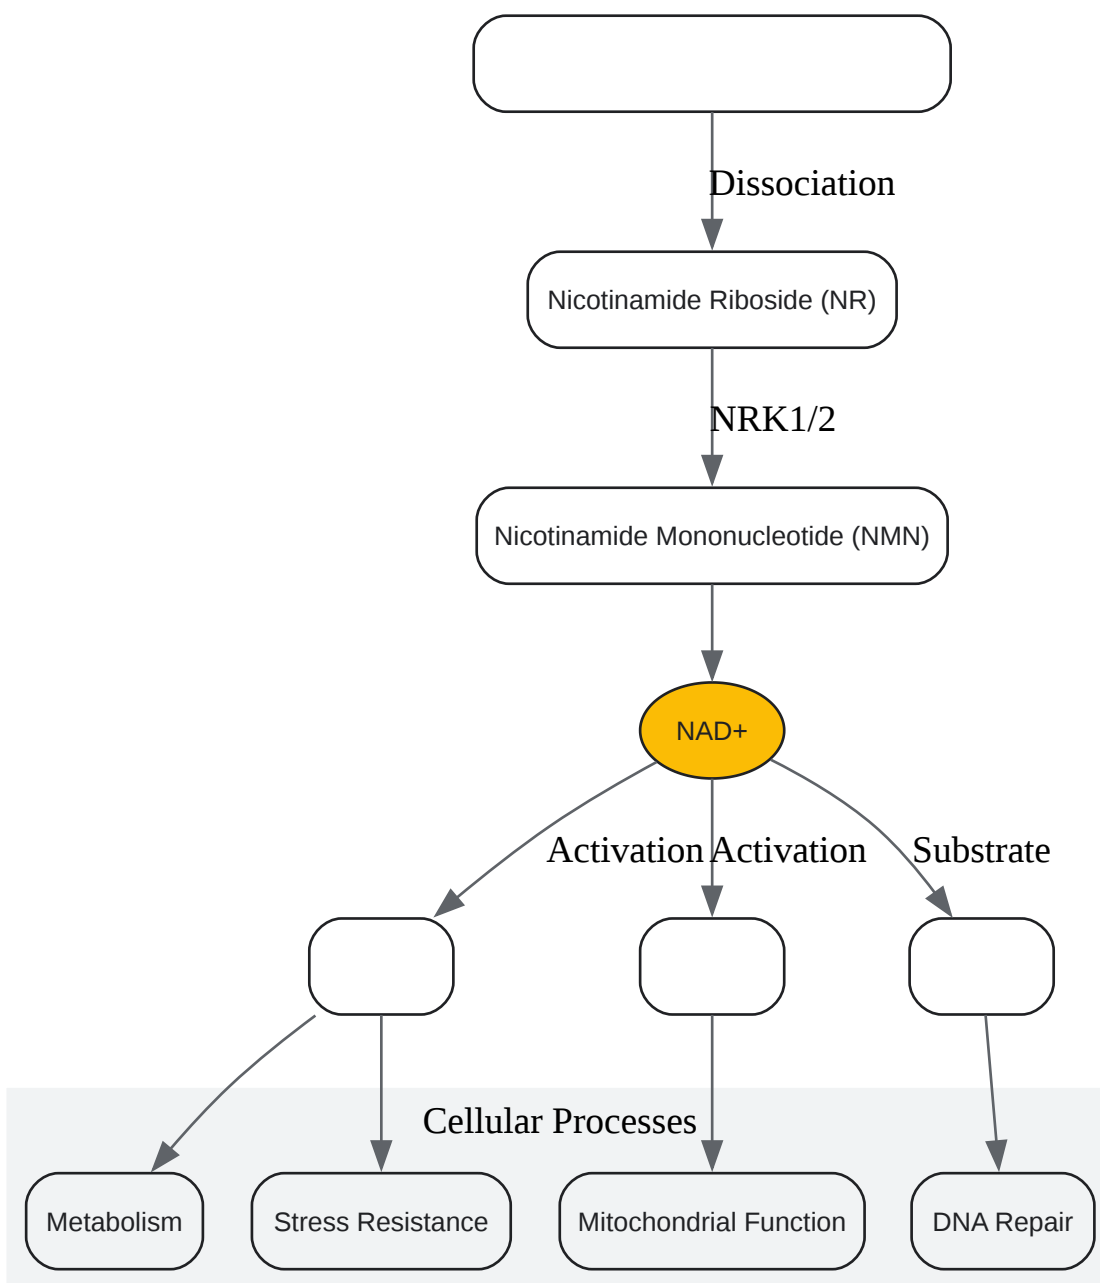 Dissociation
Nicotinamide Riboside (NR)
NRK1/2
Nicotinamide Mononucleotide (NMN)
NAD+
Activation
Activation
Substrate
Cellular Processes
Metabolism
Stress Resistance
Mitochondrial Function
DNA Repair